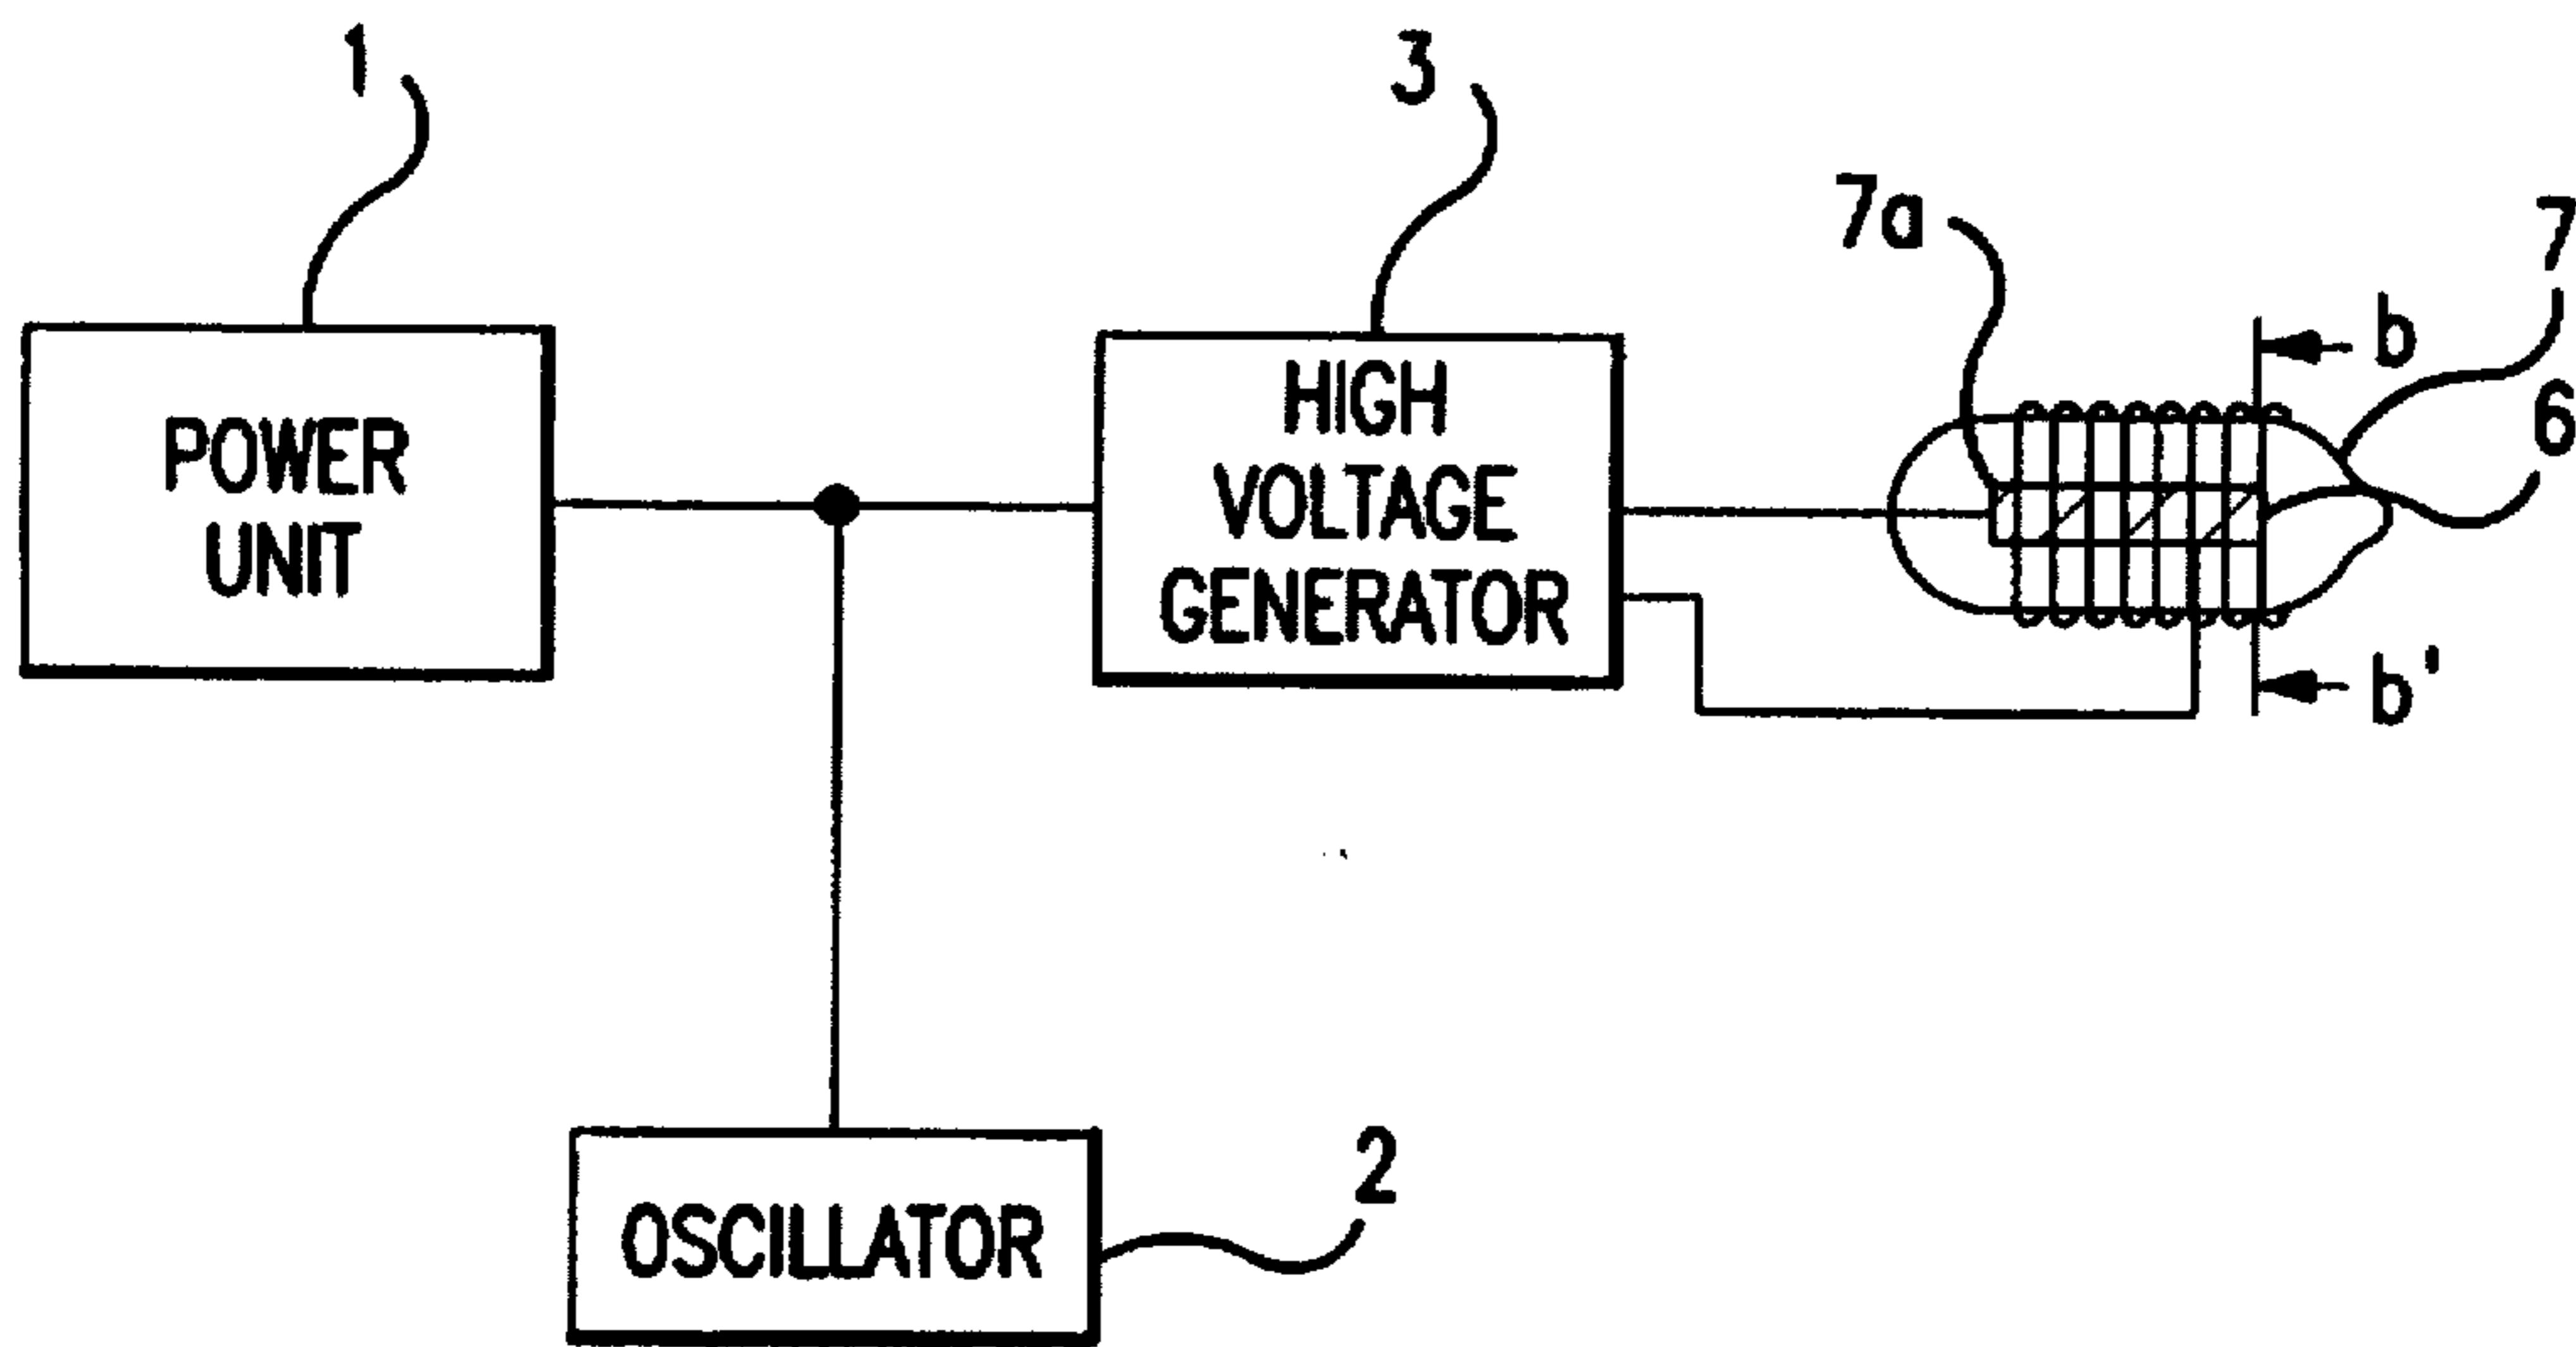 1
3
7a
7
b
6
POWER
UNIT
HIGH
VOLTAGE
GENERATOR
b'
2
OSCILLATOR